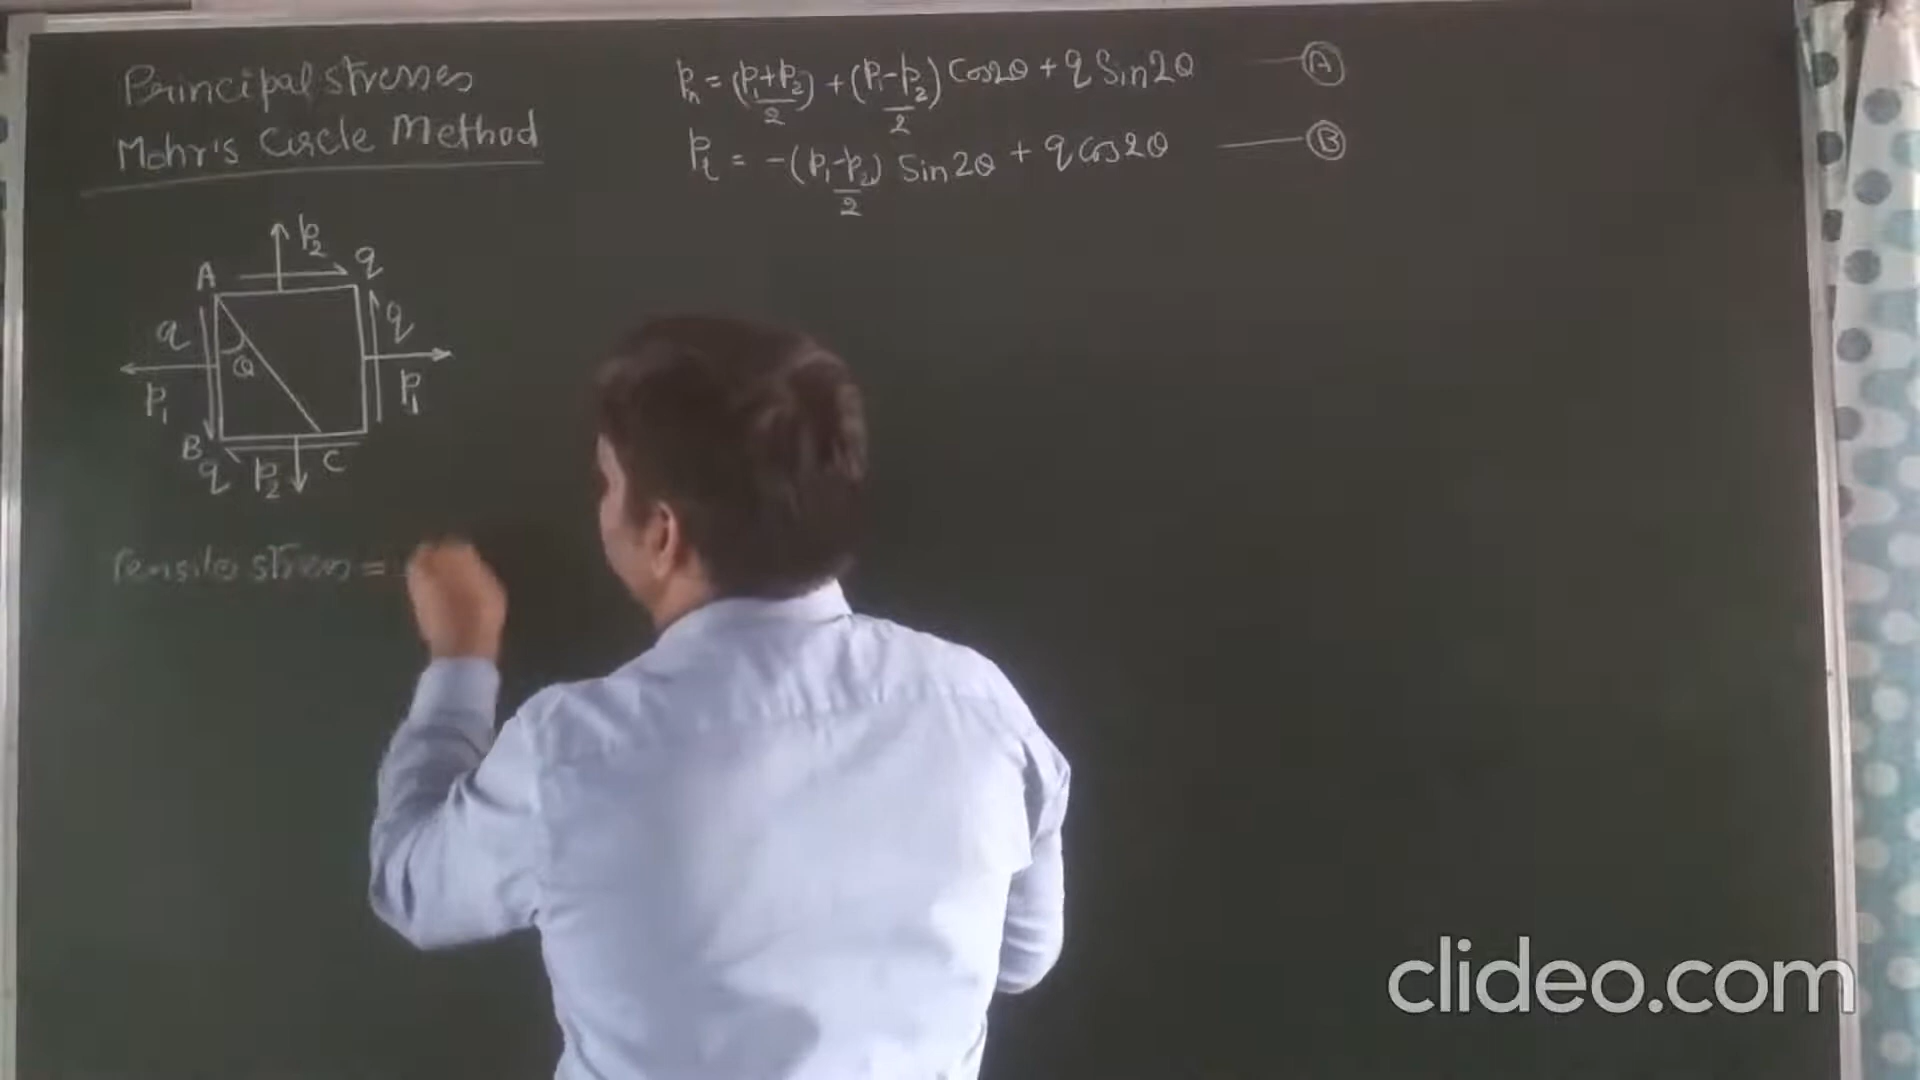 Principal stresses
Mohr's Circle Method
Pn = (P1+P2)/2 + (P1-P2)/2 Cos2θ + q Sin2θ — A
Pt = -(P1-P2)/2 Sin2θ + q cos2θ — B
P2
A q
q q
θ
P1 P1
B
q P2 C
Tensile stress =
clideo.com